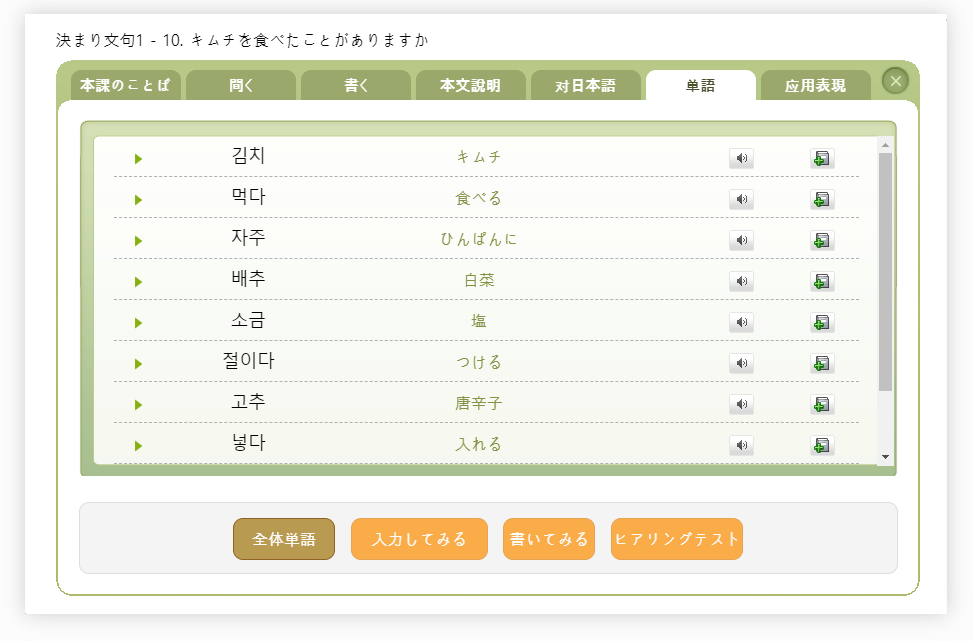 決まり文句1 - 10. キムチを食べたことがありますか
本課のことば 聞く 書く 本文說明 对日本語 单語 应用表現
김치 キムチ
먹다 食べる
자주 ひんぱんに
배추 白菜
소금 塩
절이다 つける
고추 唐辛子
넣다 入れる
全体単語 入力してみる 書いてみる ヒアリングテスト